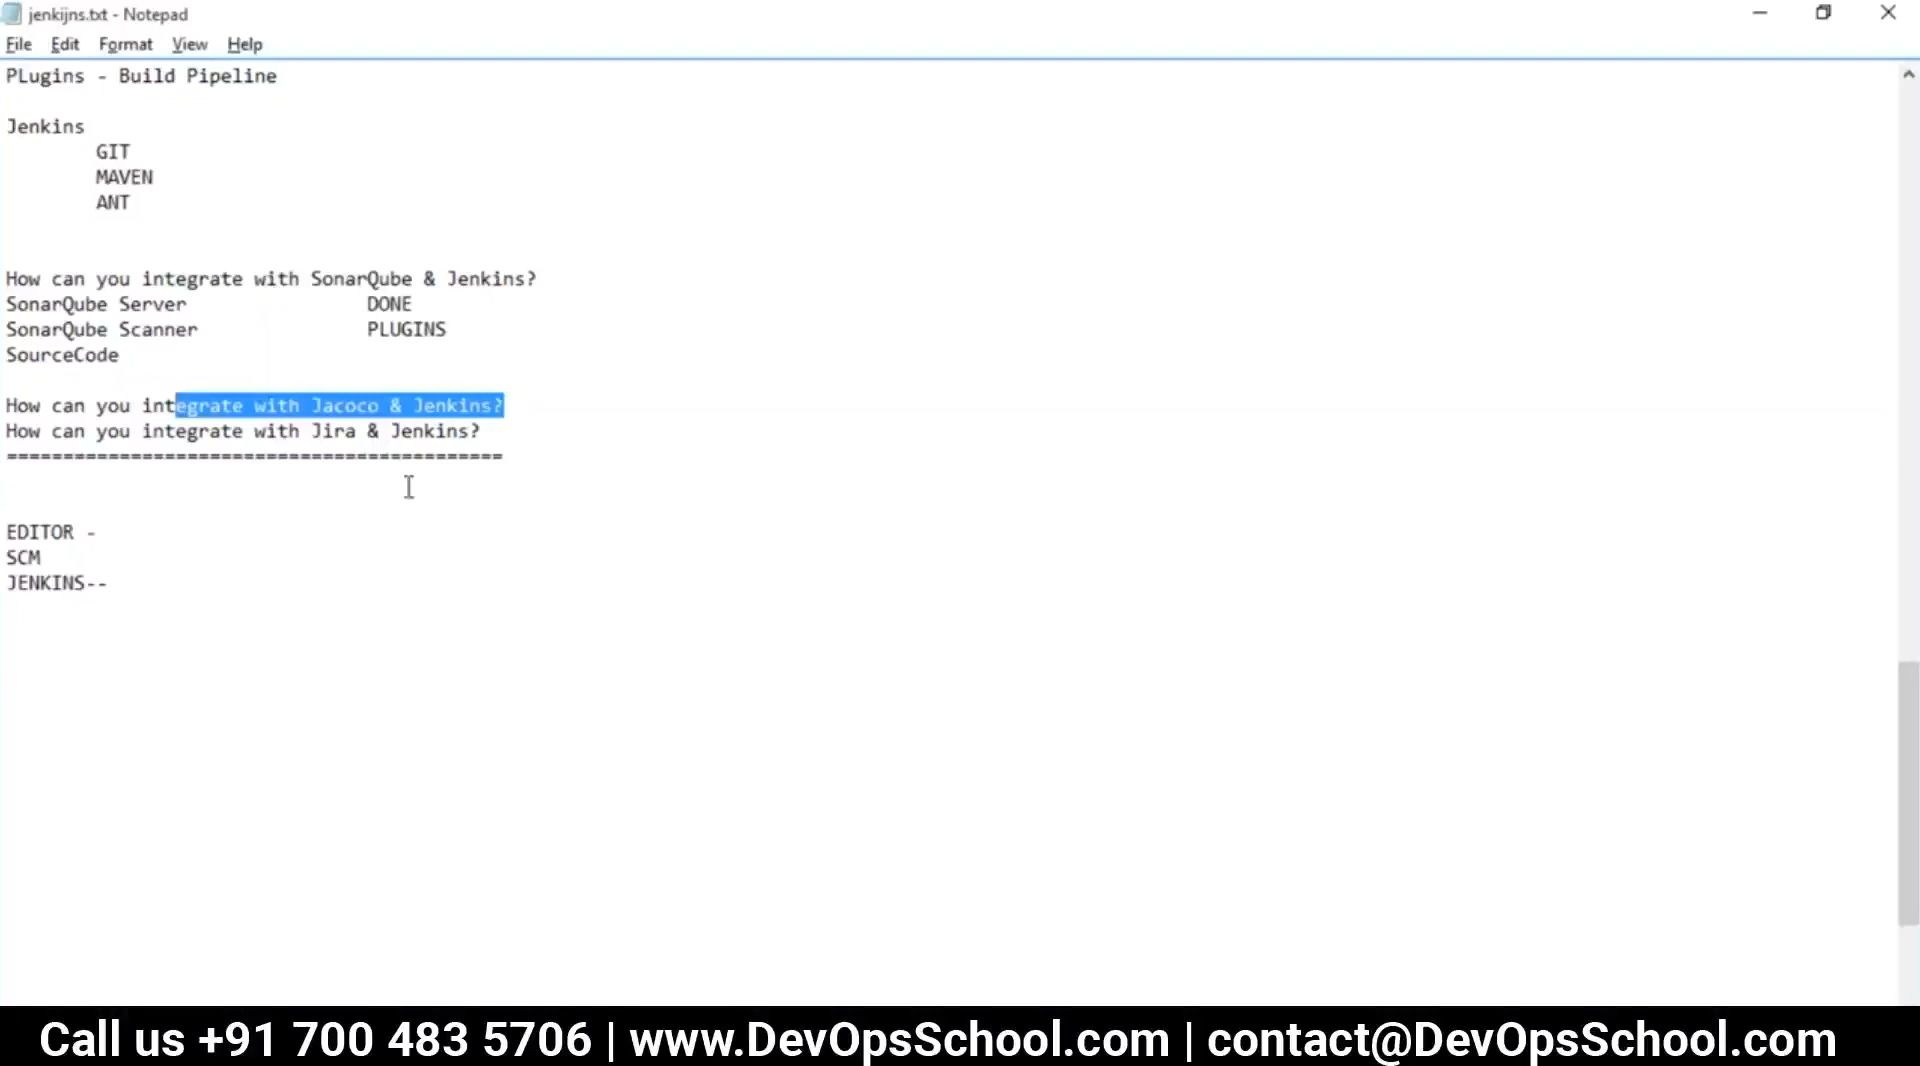 jenkijns.txt - Notepad
File Edit Format View Help
PLugins - Build Pipeline
Jenkins
GIT
MAVEN
ANT
How can you integrate with SonarQube & Jenkins?
SonarQube Server DONE
SonarQube Scanner PLUGINS
SourceCode
How can you integrate with Jacoco & Jenkins?
How can you integrate with Jira & Jenkins?
============================================
EDITOR -
SCM
JENKINS--
Call us +91 700 483 5706 | www.DevOpsSchool.com | contact@DevOpsSchool.com